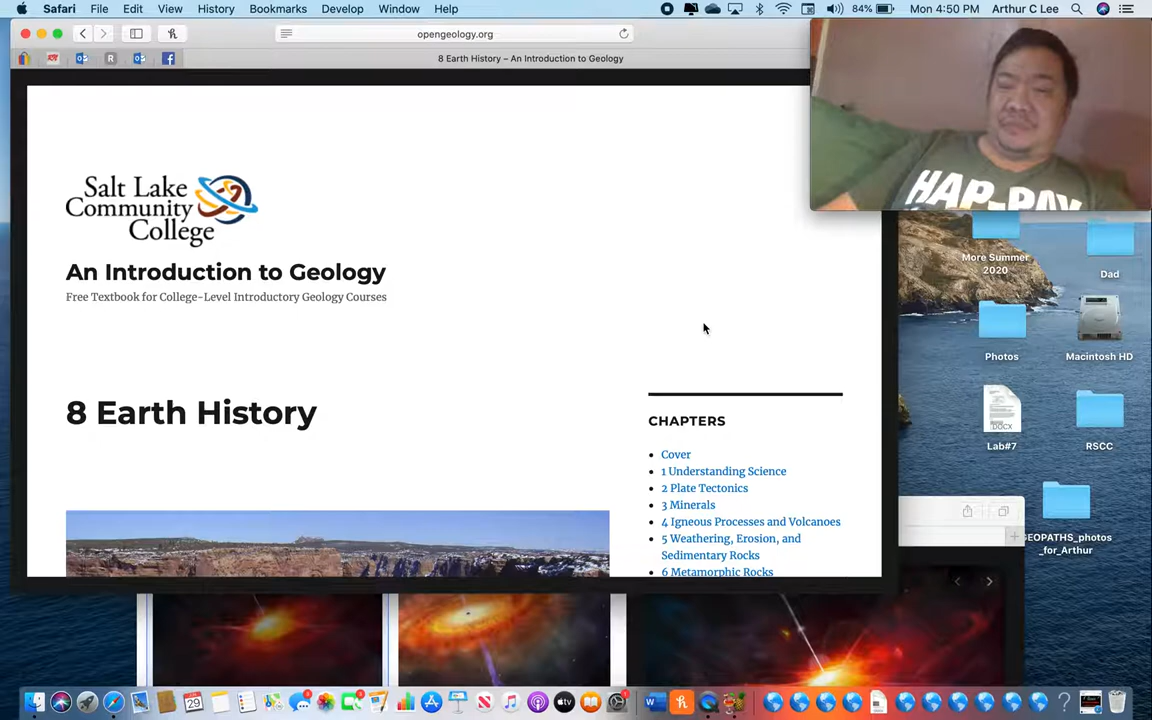 Safari File Edit View History Bookmarks Develop Window Help 84% Mon 4:50 PM Arthur C Lee
opengeology.org
8 Earth History – An Introduction to Geology
HAP-PAY
Salt Lake
Community
College
An Introduction to Geology
Free Textbook for College-Level Introductory Geology Courses
8 Earth History
CHAPTERS
Cover
1 Understanding Science
2 Plate Tectonics
3 Minerals
4 Igneous Processes and Volcanoes
5 Weathering, Erosion, and
Sedimentary Rocks
6 Metamorphic Rocks
More Summer
2020
Dad
Photos
Macintosh HD
DOCX
Lab#7
RSCC
GEOPATHS_photos
_for_Arthur
29